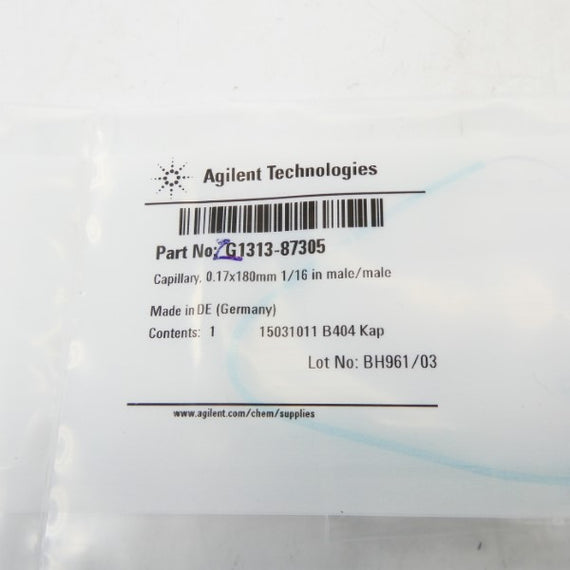 Agilent Technologies
Part No: G1313-87305
Capillary, 0.17x180mm 1/16 in male/male
Made in DE (Germany)
Contents: 1 15031011 B404 Kap
Lot No: BH961/03
www.agilent.com/chem/supplies